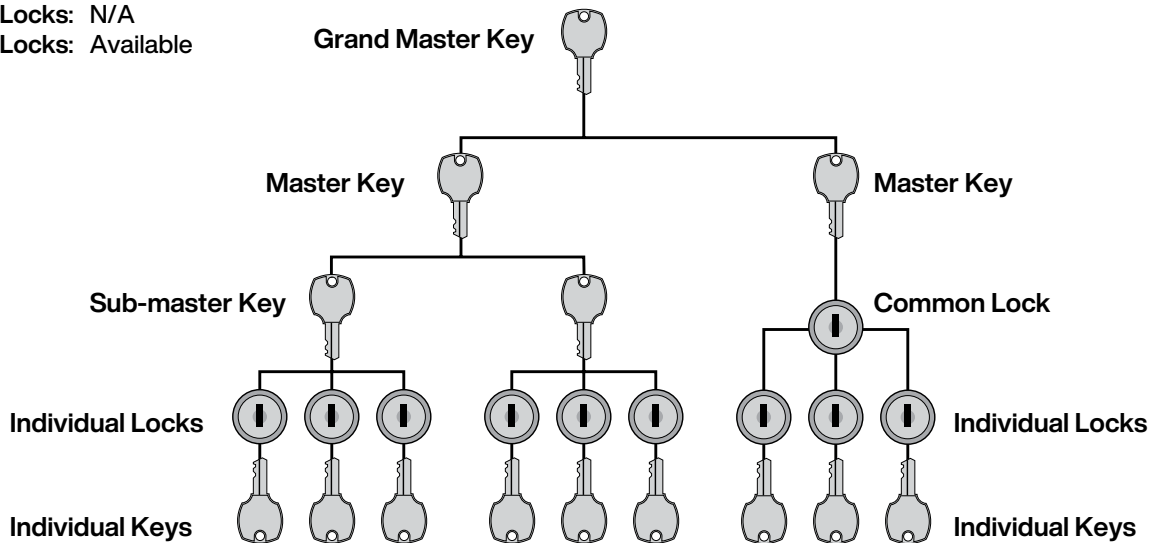 Locks: N/A
Locks: Available
Grand Master Key
Master Key
Master Key
Sub-master Key
Common Lock
Individual Locks
Individual Locks
Individual Keys
Individual Keys